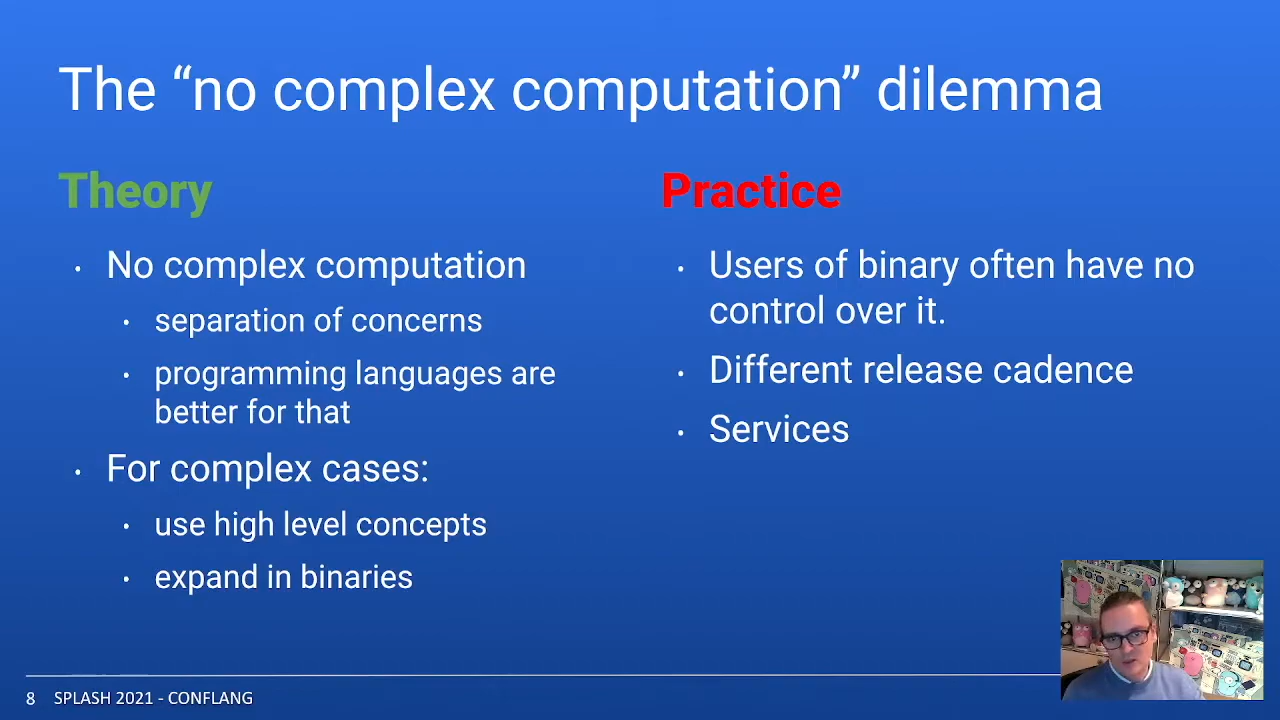 The “no complex computation” dilemma
Theory
· No complex computation
· separation of concerns
· programming languages are
better for that
· For complex cases:
· use high level concepts
· expand in binaries
Practice
· Users of binary often have no
control over it.
· Different release cadence
· Services
8 SPLASH 2021 - CONFLANG